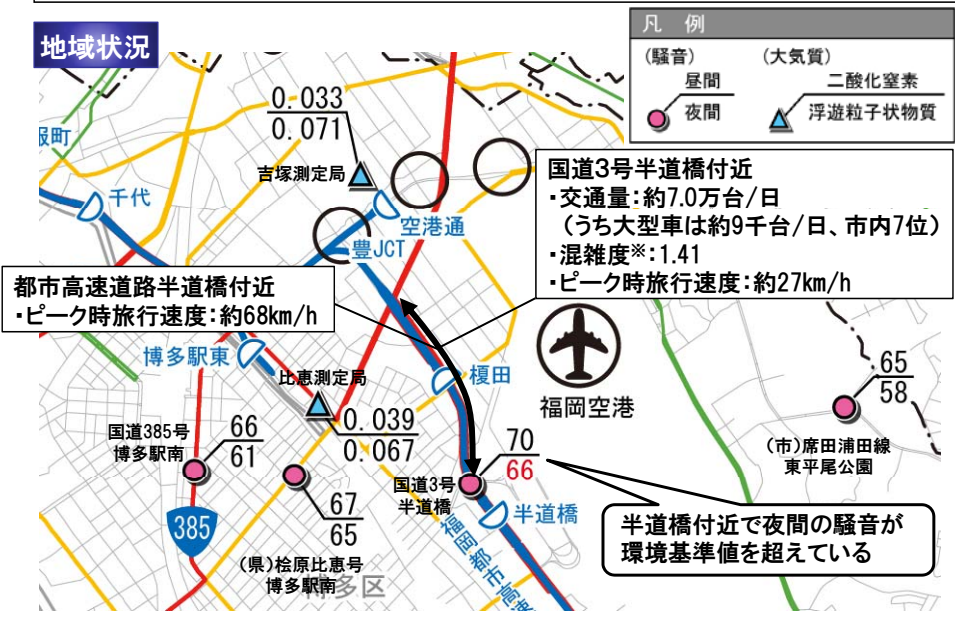 地域状況
凡 例
(騒音)
昼間
夜間
(大気質)
二酸化窒素
浮遊粒子状物質
0.033
0.071
吉塚測定局
服町
千代
空港通
豊JCT
国道3号半道橋付近
・交通量:約7.0万台/日
(うち大型車は約9千台/日、市内7位)
・混雑度※:1.41
・ピーク時旅行速度:約27km/h
都市高速道路半道橋付近
・ピーク時旅行速度:約68km/h
博多駅東
比恵測定局
0.039
0.067
榎田
福岡空港
65
58
(市)席田浦田線
東平尾公園
国道385号
博多駅南
66
61
70
66
国道3号
半道橋
67
65
385
(県)桧原比恵号
博多駅南
博多区
半道橋
福岡都市高速
半道橋付近で夜間の騒音が
環境基準値を超えている